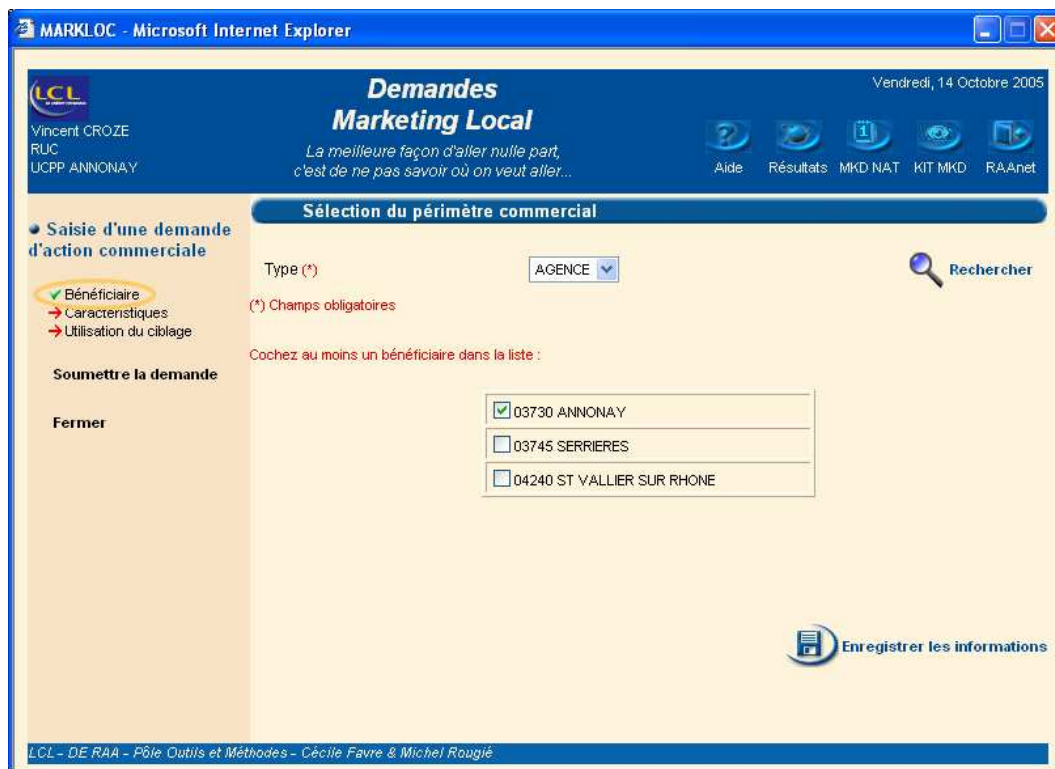 MARKLOC - Microsoft Internet Explorer
LCL
Vincent CROZE
RUC
UCPP ANNONAY
Demandes
Marketing Local
La meilleure façon d'aller nulle part,
c'est de ne pas savoir où on veut aller...
Vendredi, 14 Octobre 2005
Aide
Résultats
MKD NAT
KIT MKD
RAAnet
Saisie d'une demande
d'action commerciale
Bénéficiaire
Caractéristiques
Utilisation du ciblage
Soumettre la demande
Fermer
Sélection du périmètre commercial
Type (*)
AGENCE
Rechercher
(*) Champs obligatoires
Cochez au moins un bénéficiaire dans la liste :
03730 ANNONAY
03745 SERRIERES
04240 ST VALLIER SUR RHONE
Enregistrer les informations
LCL - DE RAA - Pôle Outils et Méthodes - Cécile Favre & Michel Rougié